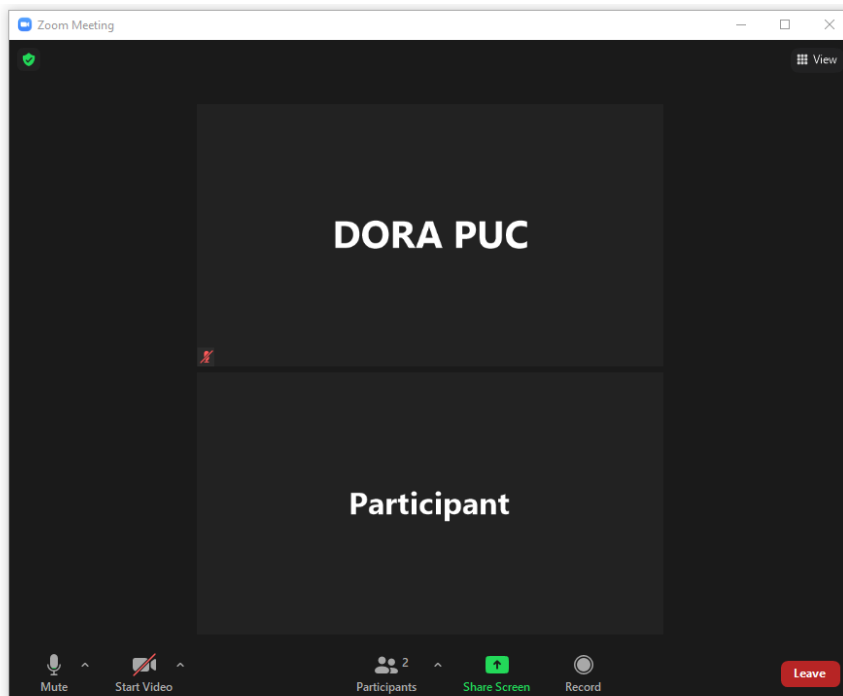 Zoom Meeting
View
DORA PUC
Participant
Mute
Start Video
Participants
2
Share Screen
Record
Leave